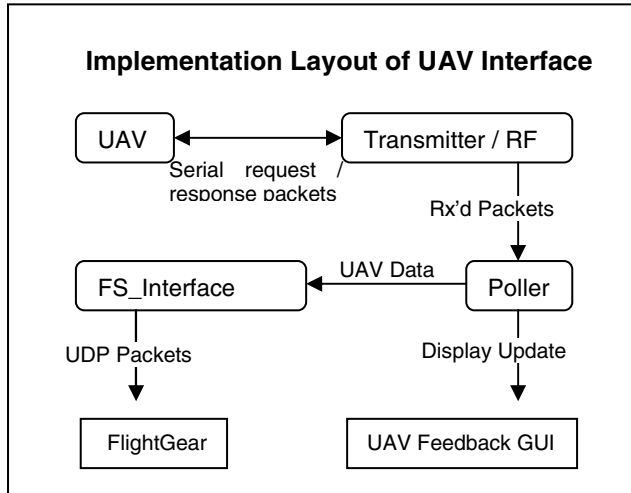 Implementation Layout of UAV Interface
UAV
Transmitter / RF
Serial request /
response packets
Rx'd Packets
UAV Data
FS_Interface
Poller
UDP Packets
Display Update
FlightGear
UAV Feedback GUI